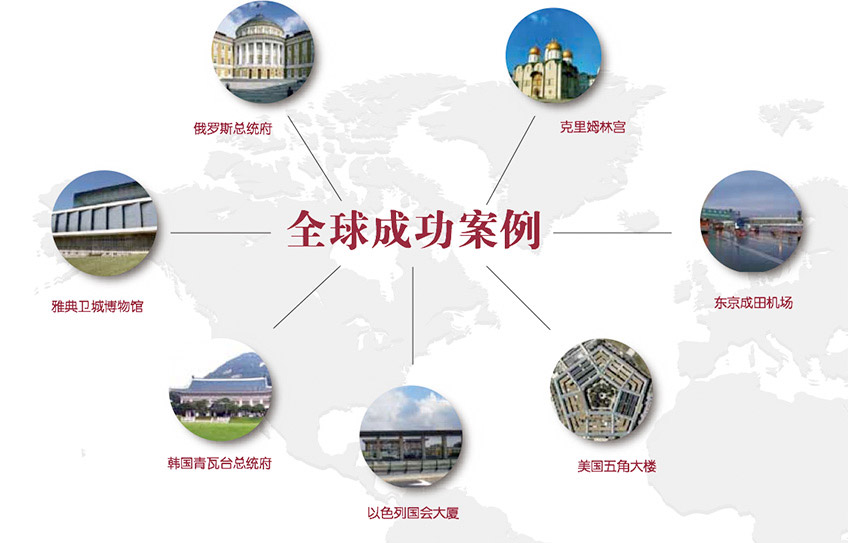 俄罗斯总统府
克里姆林宫
全球成功案例
雅典卫城博物馆
东京成田机场
韩国青瓦台总统府
美国五角大楼
以色列国会大厦